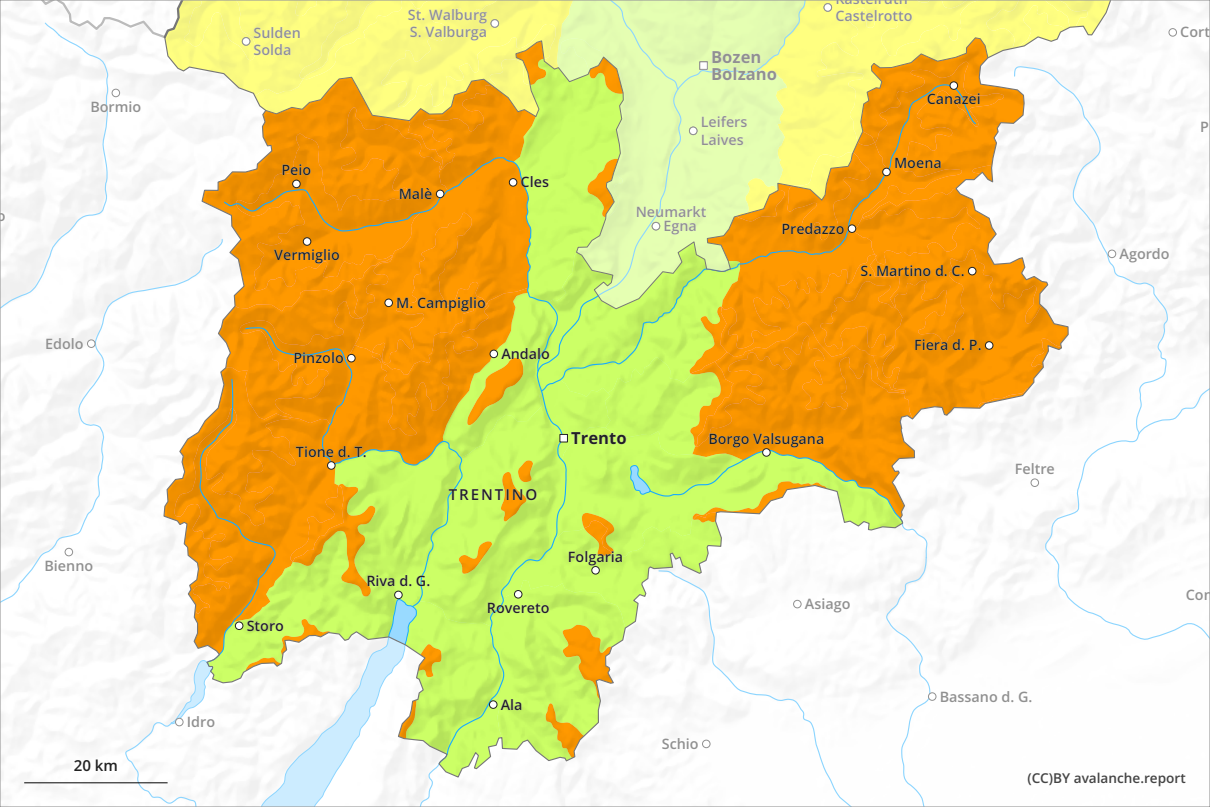 Kastelruth
Castelrotto
St. Walburg
S. Valburga
Sulden
Solda
Cort
Bozen
Bolzano
Bormio
Canazei
Leifers
Laives
P
Moena
Peio
Malè
Cles
Neumarkt
Egna
Predazzo
Vermiglio
Agordo
S. Martino d. C.
M. Campiglio
Edolo
Pinzolo
Andalo
Fiera d. P.
Trento
Borgo Valsugana
Tione d. T.
Feltre
TRENTINO
Bienno
Folgaria
Riva d. G.
Rovereto
Asiago
Cor
Storo
Ala
Bassano d. G.
Idro
Schio
20 km
(CC)BY avalanche.report